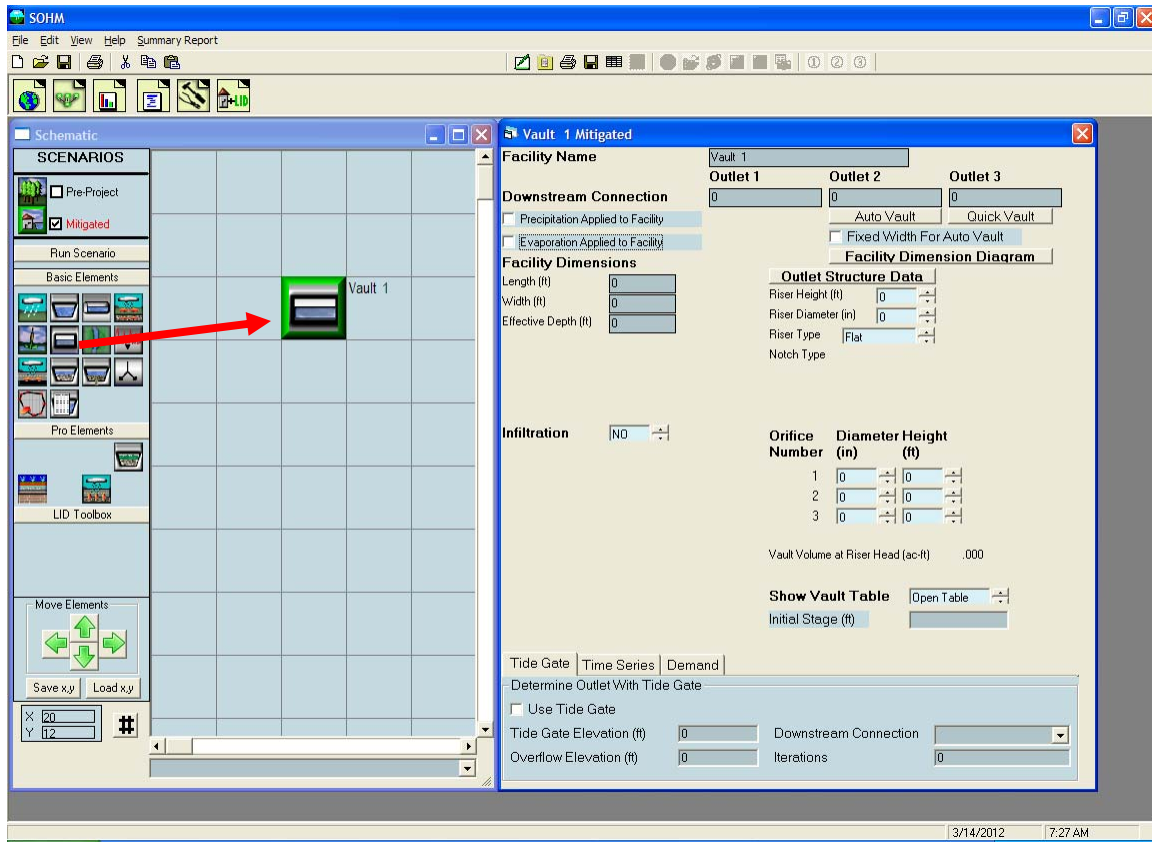 SOHM
File Edit View Help Summary Report
+LID
Schematic
SCENARIOS
Pre-Project
Mitigated
Run Scenario
Basic Elements
Pro Elements
LID Toolbox
Move Elements
Save x,y Load x,y
X 20
Y 12
#
Vault 1
Vault 1 Mitigated
Facility Name Vault 1
Outlet 1 Outlet 2 Outlet 3
Downstream Connection 0 0 0
Precipitation Applied to Facility Auto Vault Quick Vault
Evaporation Applied to Facility Fixed Width For Auto Vault
Facility Dimensions Facility Dimension Diagram
Outlet Structure Data
Length (ft) 0 Riser Height (ft) 0
Width (ft) 0 Riser Diameter (in) 0
Effective Depth (ft) 0 Riser Type Flat
Notch Type
Infiltration NO
Orifice Diameter Height
Number (in) (ft)
1 0 0
2 0 0
3 0 0
Vault Volume at Riser Head (ac-ft) .000
Show Vault Table Open Table
Initial Stage (ft)
Tide Gate Time Series Demand
Determine Outlet With Tide Gate
Use Tide Gate
Tide Gate Elevation (ft) 0 Downstream Connection
Overflow Elevation (ft) 0 Iterations 0
3/14/2012 7:27 AM